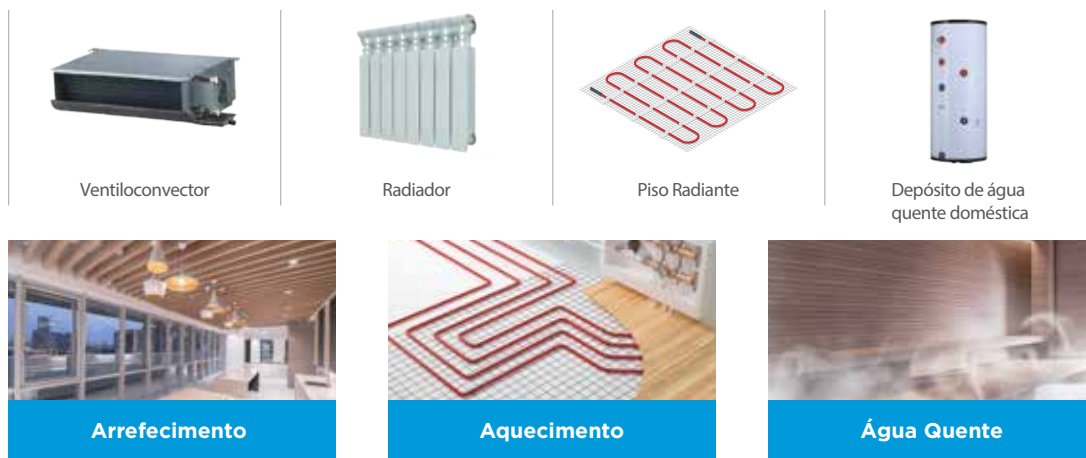 Ventiloconvector
Radiador
Piso Radiante
Depósito de água
quente doméstica
Arrefecimento
Aquecimento
Água Quente